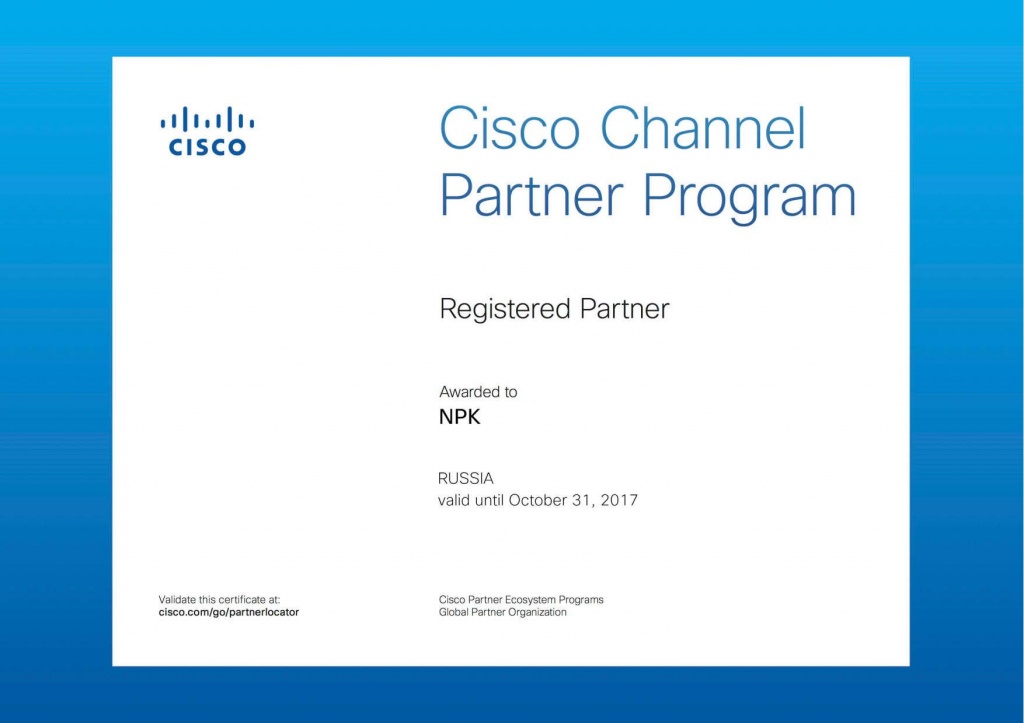 CISCO
Cisco Channel
Partner Program
Registered Partner
Awarded to
NPK
RUSSIA
valid until October 31, 2017
Validate this certificate at:
cisco.com/go/partnerlocator
Cisco Partner Ecosystem Programs
Global Partner Organization